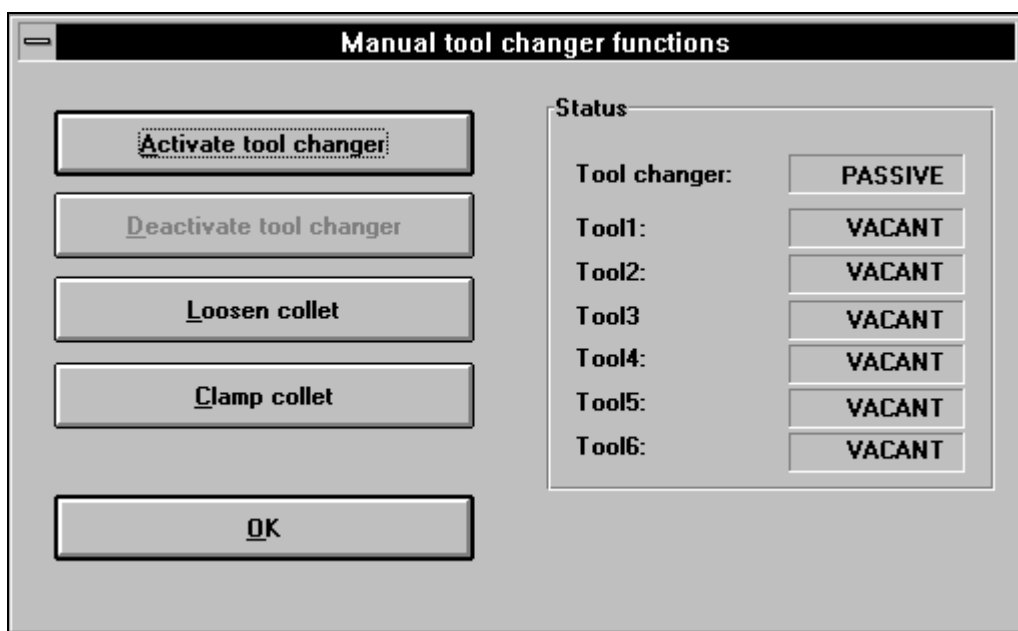 Manual tool changer functions
Activate tool changer
Deactivate tool changer
Loosen collet
Clamp collet
OK
Status
Tool changer: PASSIVE
Tool1: VACANT
Tool2: VACANT
Tool3 VACANT
Tool4: VACANT
Tool5: VACANT
Tool6: VACANT